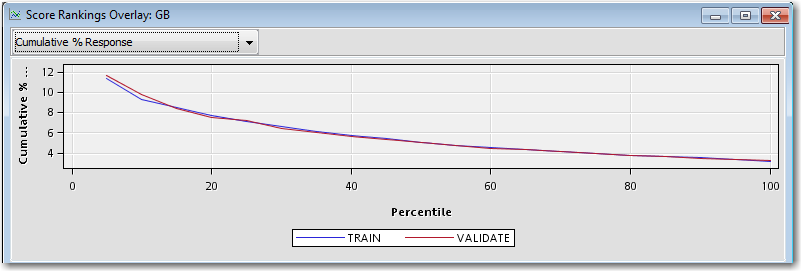 Score Rankings Overlay: GB
Cumulative % Response
Cumulative % ...
12
10
8
6
4
0 20 40 60 80 100
Percentile
TRAIN VALIDATE